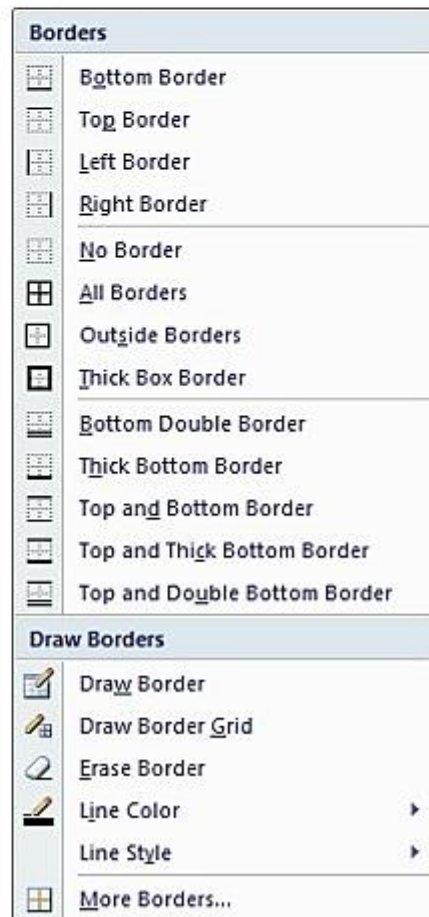 Borders
Bottom Border
Top Border
Left Border
Right Border
No Border
All Borders
Outside Borders
Thick Box Border
Bottom Double Border
Thick Bottom Border
Top and Bottom Border
Top and Thick Bottom Border
Top and Double Bottom Border
Draw Borders
Draw Border
Draw Border Grid
Erase Border
Line Color
Line Style
More Borders...